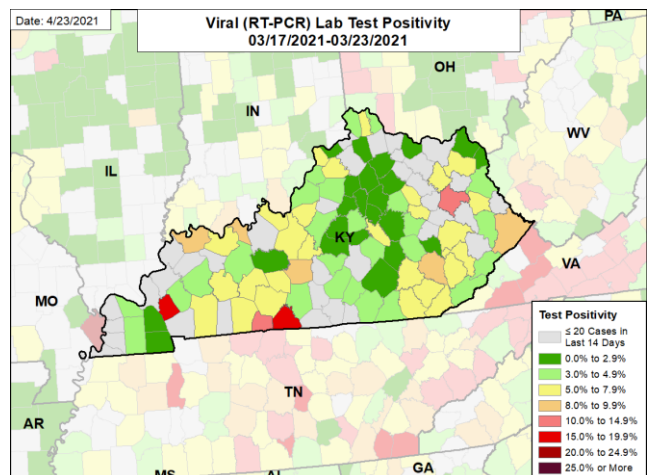 Date: 4/23/2021
Viral (RT-PCR) Lab Test Positivity
03/17/2021-03/23/2021
PA
OH
IN
WV
IL
KY
VA
MO
TN
AR
MS
AL
GA
Test Positivity
≤ 20 Cases in
Last 14 Days
0.0% to 2.9%
3.0% to 4.9%
5.0% to 7.9%
8.0% to 9.9%
10.0% to 14.9%
15.0% to 19.9%
20.0% to 24.9%
25.0% or More